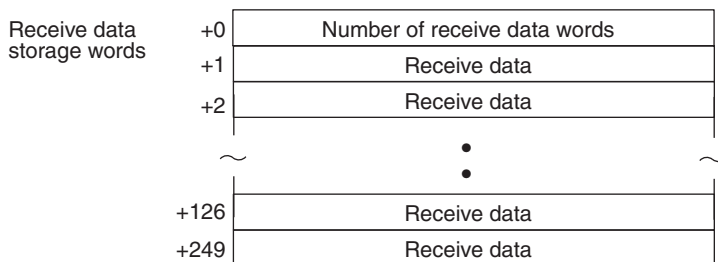 Receive data
storage words
+0 Number of receive data words
+1 Receive data
+2 Receive data
+126 Receive data
+249 Receive data